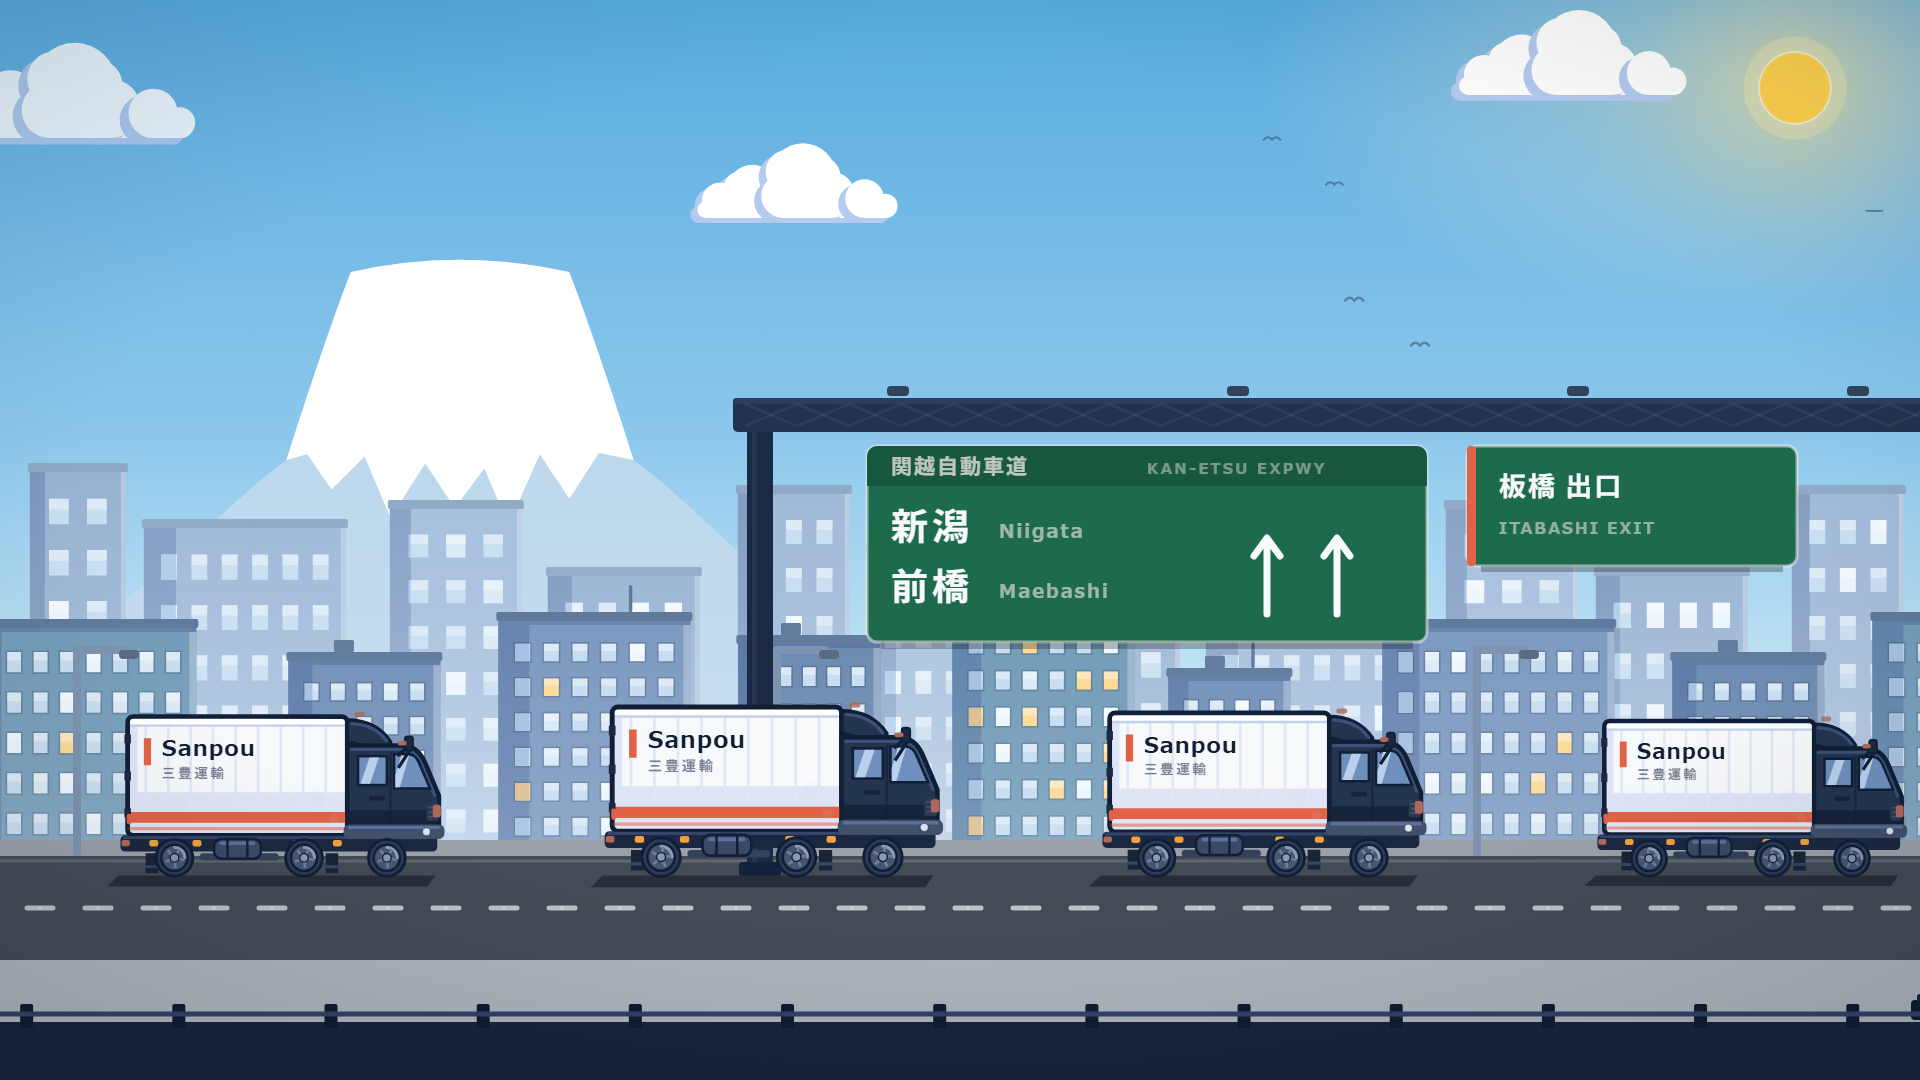 関越自動車道 KAN-ETSU EXPWY
新潟 Niigata
前橋 Maebashi
板橋 出口
ITABASHI EXIT
Sanpou
三豊運輸
Sanpou
三豊運輸
Sanpou
三豊運輸
Sanpou
三豊運輸